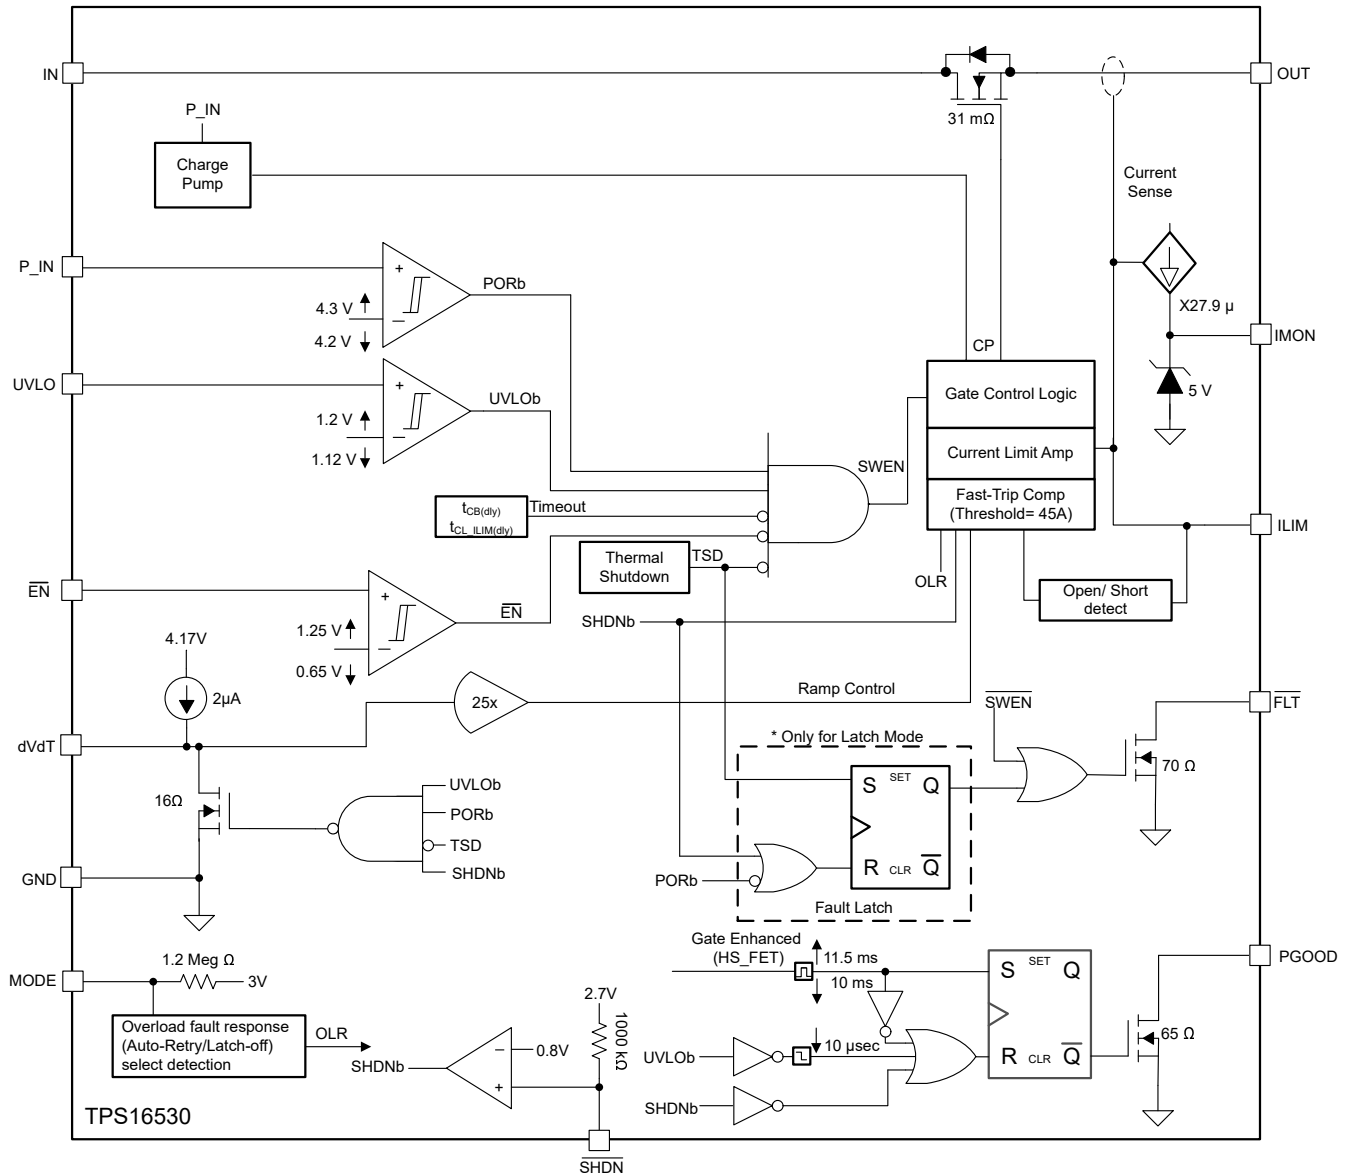 IN
OUT
P_IN
31 mΩ
Charge
Pump
Current
Sense
P_IN
+
PORb
4.3 V
−
4.2 V
X27.9 µ
IMON
CP
5 V
UVLO
+
UVLOb
1.2 V
−
1.12 V
Gate Control Logic
Current Limit Amp
Fast-Trip Comp
(Threshold= 45A)
SWEN
tCB(dly)
tCL_ILIM(dly)
Timeout
ILIM
Thermal
Shutdown
TSD
OLR
Open/ Short
detect
EN
+
EN
1.25 V
−
0.65 V
SHDNb
4.17V
2µA
25x
Ramp Control
SWEN
FLT
dVdT
* Only for Latch Mode
S
SET
Q
70 Ω
16Ω
UVLOb
PORb
TSD
SHDNb
R
CLR
Q
PORb
Fault Latch
GND
Gate Enhanced
(HS_FET)
11.5 ms
10 ms
S
SET
Q
PGOOD
MODE
1.2 Meg Ω
3V
2.7V
1000 kΩ
Overload fault response
(Auto-Retry/Latch-off)
select detection
OLR
SHDNb
−
0.8V
+
UVLOb
10 µsec
R
CLR
Q
65 Ω
SHDNb
TPS16530
SHDN